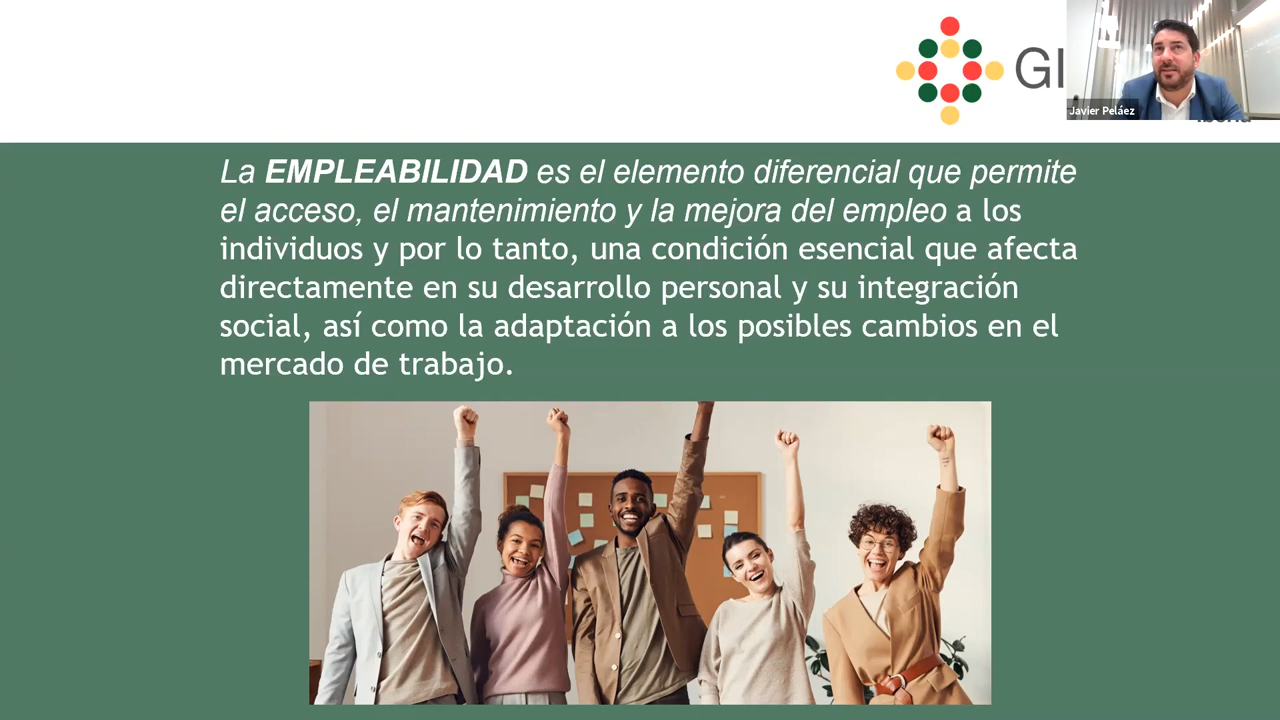 GI
Javier Peláez
La EMPLEABILIDAD es el elemento diferencial que permite
el acceso, el mantenimiento y la mejora del empleo a los
individuos y por lo tanto, una condición esencial que afecta
directamente en su desarrollo personal y su integración
social, así como la adaptación a los posibles cambios en el
mercado de trabajo.